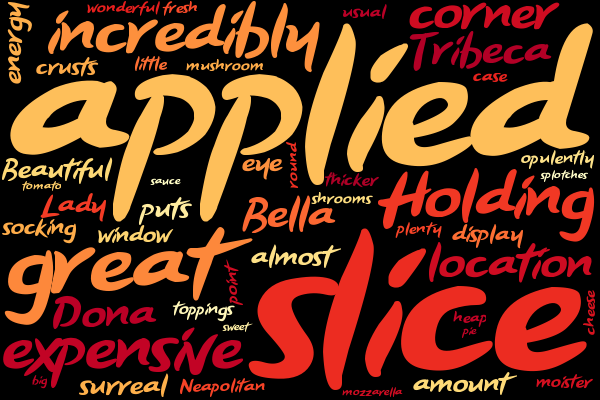 energy
wonderful fresh
usual
corner
incredibly
Tribeca
crusts
little
mushroom
case
applied
Beautiful
eye
round
opulently
tomato
sauce
thicker
splotches
Lady
puts
Bella
shrooms
Holding
socking
window
plenty
display
great
almost
location
point
Dona
toppings
slice
sweet
heap
cheese
pie
expensive
big
surreal
Neapolitan
mozzarella
amount
moister